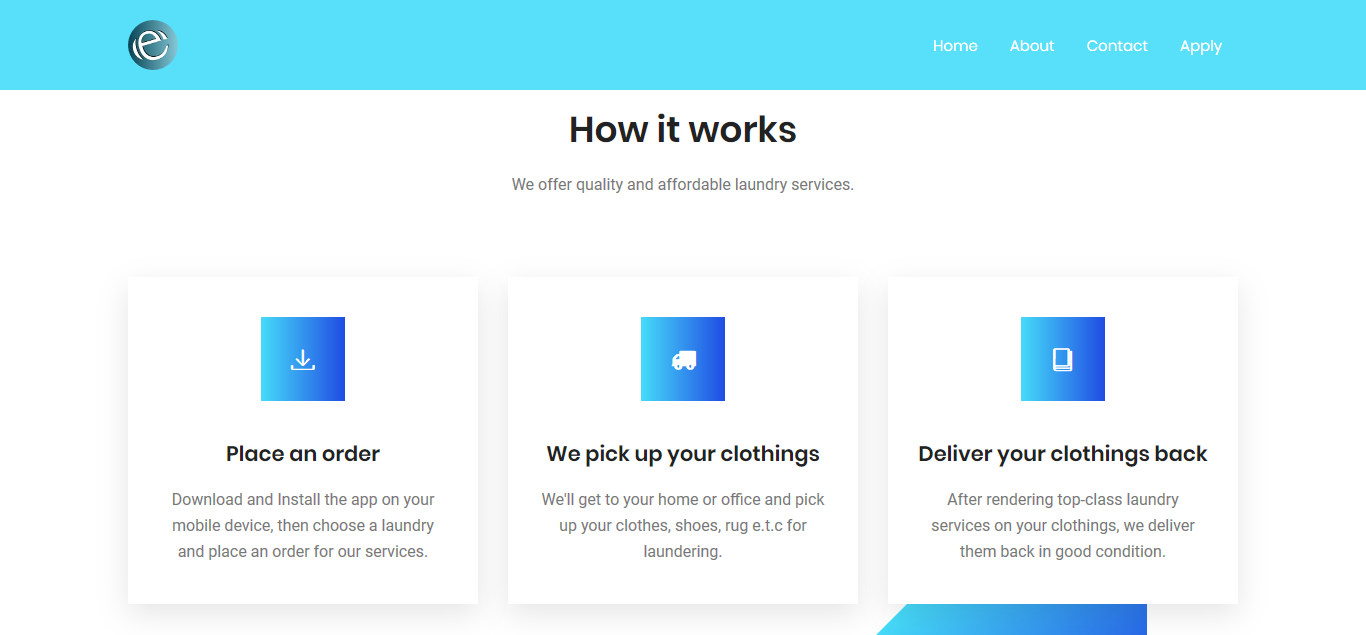 e
Home About Contact Apply
How it works
We offer quality and affordable laundry services.
Place an order
Download and Install the app on your
mobile device, then choose a laundry
and place an order for our services.
We pick up your clothings
We'll get to your home or office and pick
up your clothes, shoes, rug e.t.c for
laundering.
Deliver your clothings back
After rendering top-class laundry
services on your clothings, we deliver
them back in good condition.